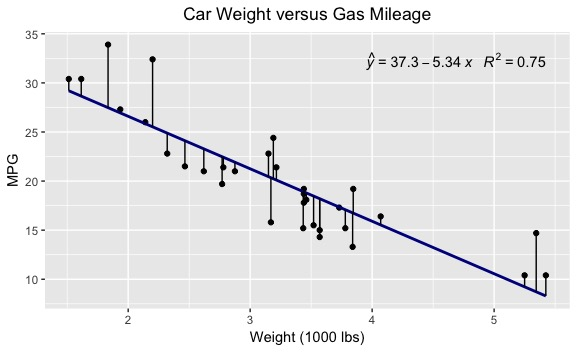 Car Weight versus Gas Mileage
35
ŷ = 37.3 – 5.34 x R² = 0.75
30
25
MPG
20
15
10
2 3 4 5
Weight (1000 lbs)